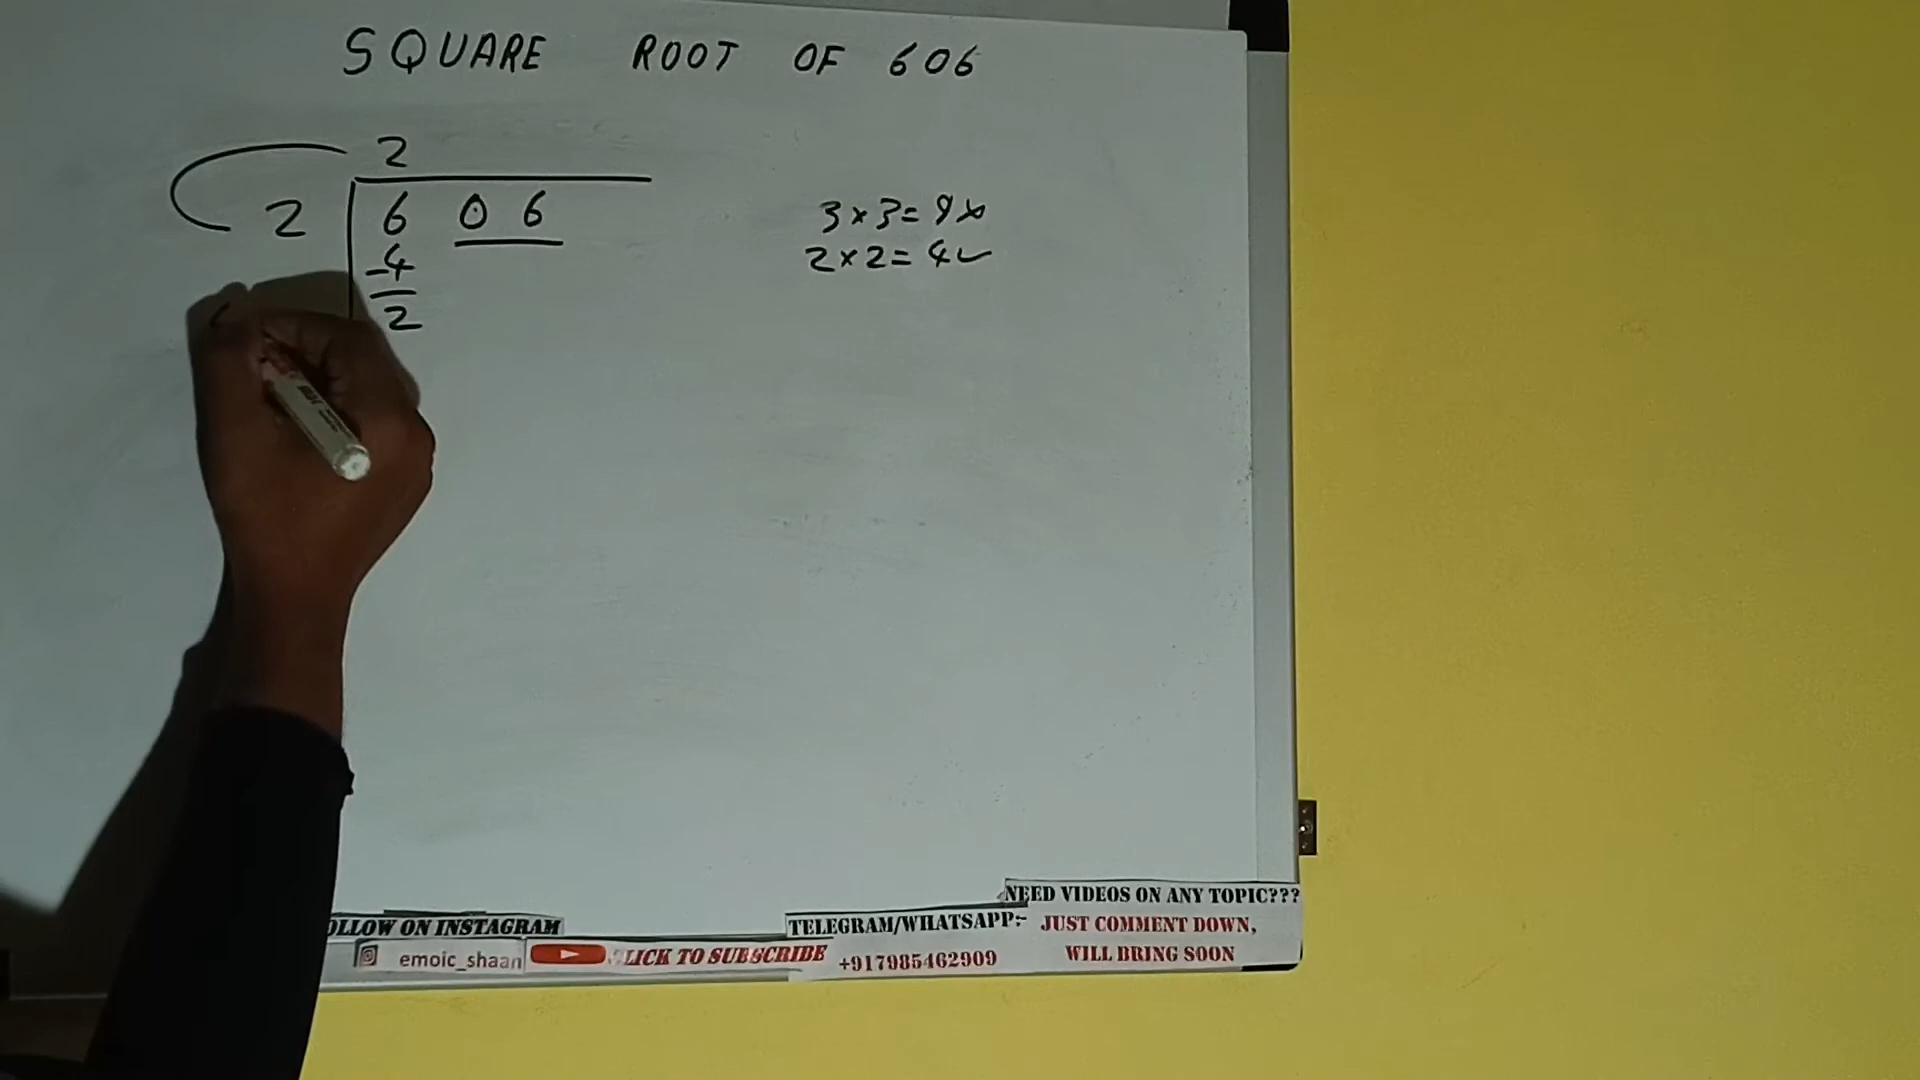 SQUARE ROOT OF 606
2
2 6 0 6
-4
2
3×3=9×
2×2=4✓
OLLOW ON INSTAGRAM
emoic_shaan
LICK TO SUBSCRIBE
TELEGRAM/WHATSAPP:-
+917985462909
NEED VIDEOS ON ANY TOPIC???
JUST COMMENT DOWN,
WILL BRING SOON